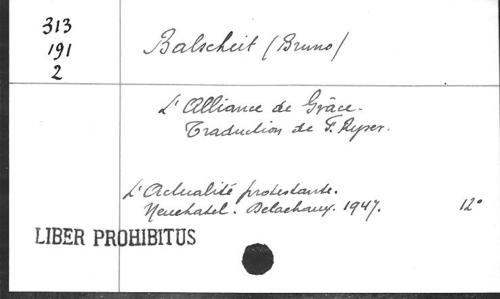 313
191
2
Balscheit (Bruno)
L'Alliance de Grâce.
Traduction de F. Ryser.
L'Actualité protestante.
Neuchatel. Delachaux. 1947. 12°
LIBER PROHIBITUS